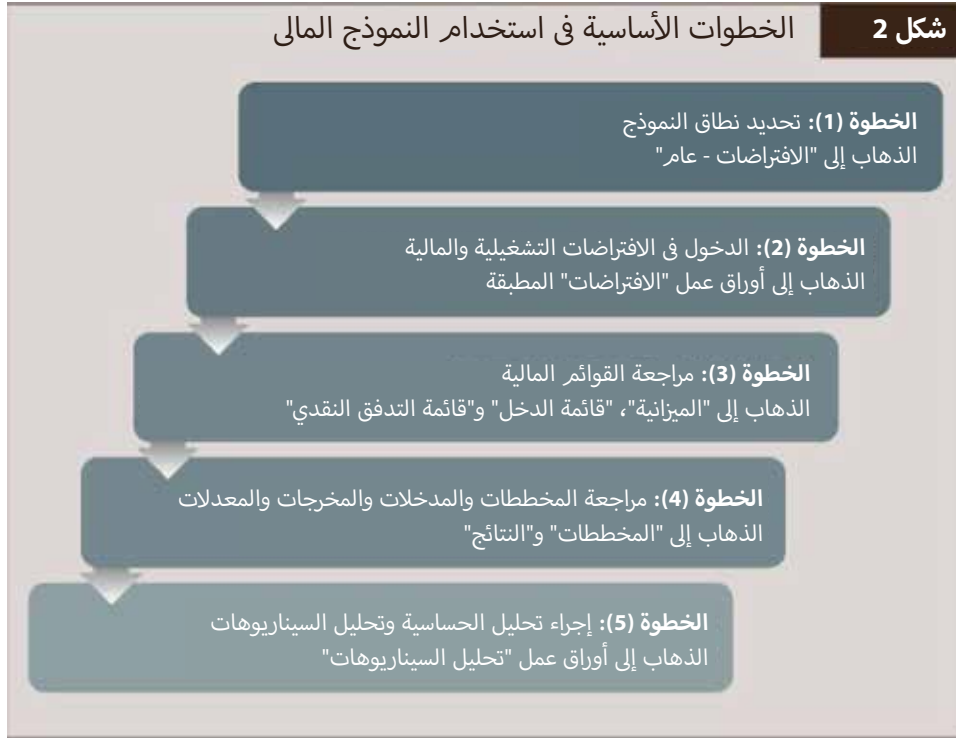 شكل 2
الخطوات الأساسية فى استخدام النموذج المالى
الخطوة (1): تحديد نطاق النموذج
الذهاب إلى "الافتراضات - عام"
الخطوة (2): الدخول فى الافتراضات التشغيلية والمالية
الذهاب إلى أوراق عمل "الافتراضات" المطبقة
الخطوة (3): مراجعة القوائم المالية
الذهاب إلى "الميزانية"، "قائمة الدخل" و"قائمة التدفق النقدي"
الخطوة (4): مراجعة المخططات والمدخلات والمخرجات والمعدلات
الذهاب إلى "المخططات" و"النتائج"
الخطوة (5): إجراء تحليل الحساسية وتحليل السيناريوهات
الذهاب إلى أوراق عمل "تحليل السيناريوهات"